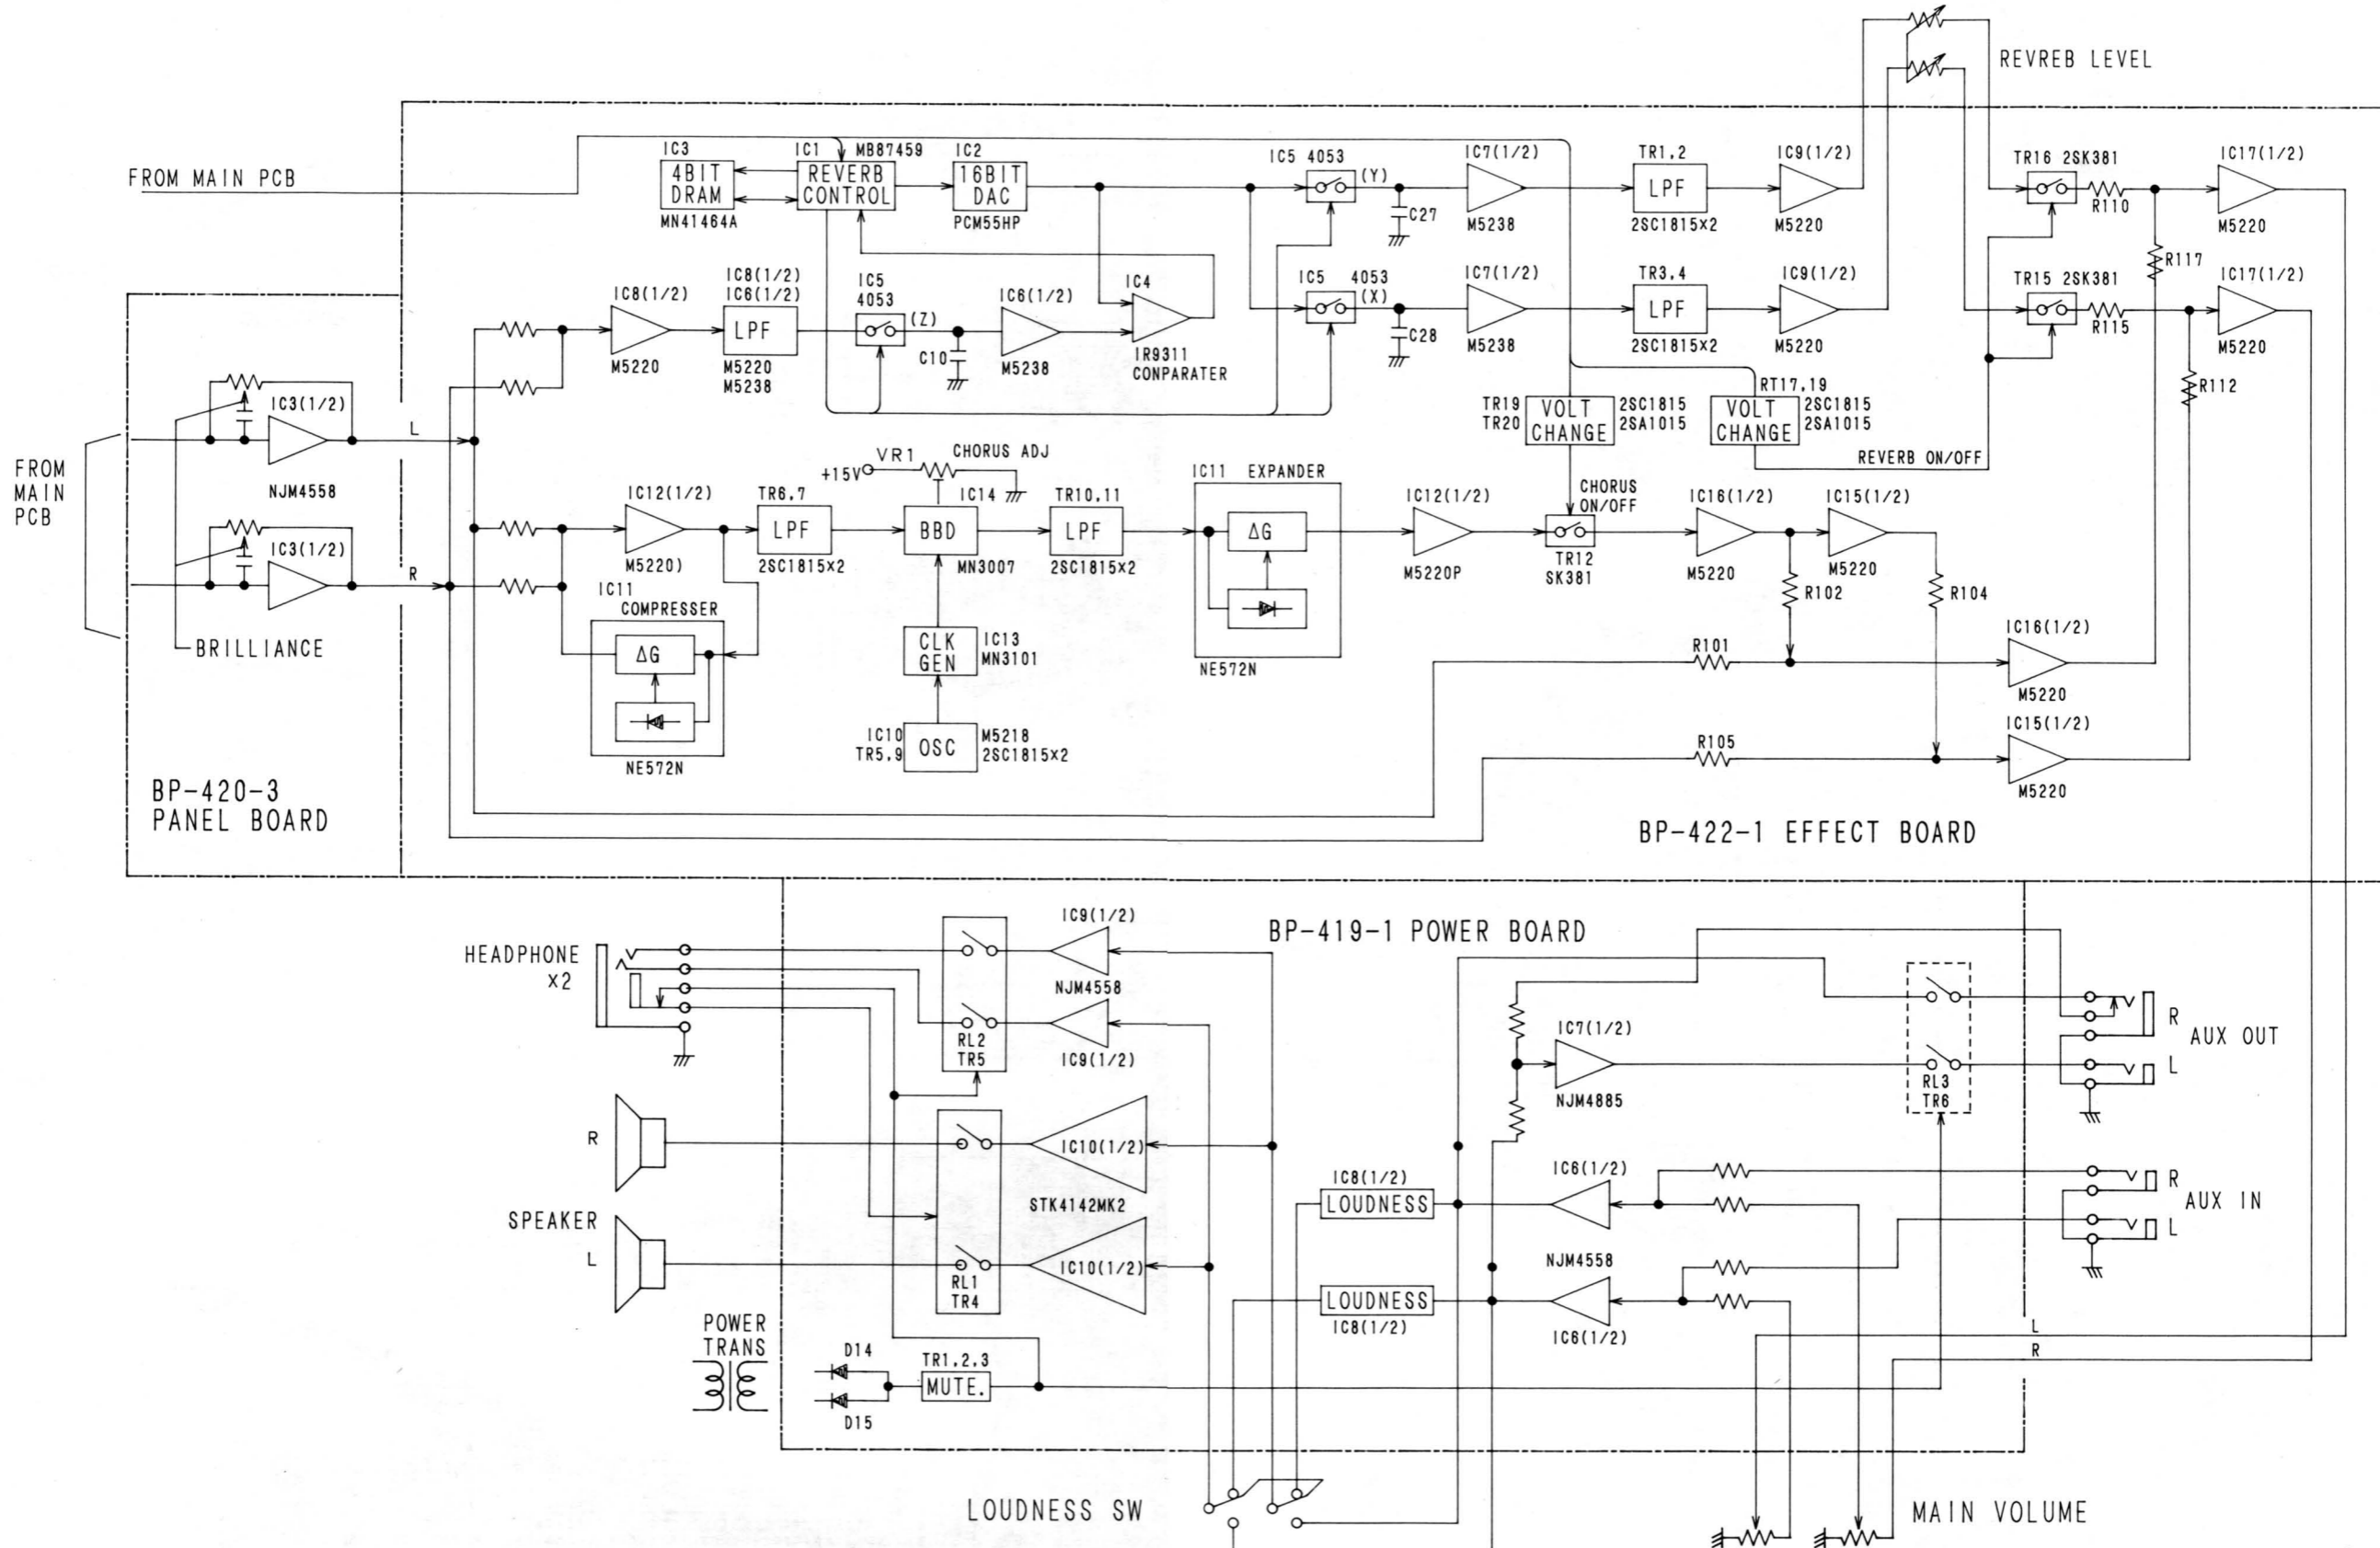 REVREB LEVEL
FROM MAIN PCB
IC3
4BIT
DRAM
MN41464A
IC1 MB87459
REVERB
CONTROL
IC2
16BIT
DAC
PCM55HP
IC5 4053
(Y)
C27
IC7(1/2)
M5238
TR1,2
LPF
2SC1815×2
IC9(1/2)
M5220
TR16 2SK381
R110
IC17(1/2)
M5220
R117
IC8(1/2)
M5220
IC8(1/2)
IC6(1/2)
LPF
M5220
M5238
IC5
4053
(Z)
C10
IC6(1/2)
M5238
IC4
IR9311
CONPARATER
IC5 4053
(X)
C28
IC7(1/2)
M5238
TR3,4
LPF
2SC1815×2
IC9(1/2)
M5220
TR15 2SK381
R115
IC17(1/2)
M5220
R112
TR19
TR20
VOLT
CHANGE
2SC1815
2SA1015
RT17,19
VOLT
CHANGE
2SC1815
2SA1015
REVERB ON/OFF
FROM
MAIN
PCB
IC3(1/2)
L
NJM4558
IC3(1/2)
R
BRILLIANCE
IC12(1/2)
M5220)
TR6,7
LPF
2SC1815×2
+15V
VR1
CHORUS ADJ
IC14
BBD
MN3007
TR10,11
LPF
2SC1815×2
IC11 EXPANDER
ΔG
NE572N
IC12(1/2)
M5220P
CHORUS
ON/OFF
TR12
SK381
IC16(1/2)
M5220
IC15(1/2)
M5220
R102
R104
IC11
COMPRESSER
ΔG
NE572N
CLK
GEN
IC13
MN3101
IC10
TR5,9
OSC
M5218
2SC1815×2
R101
IC16(1/2)
M5220
R105
IC15(1/2)
M5220
BP-420-3
PANEL BOARD
BP-422-1 EFFECT BOARD
BP-419-1 POWER BOARD
HEADPHONE
×2
RL2
TR5
IC9(1/2)
NJM4558
IC9(1/2)
IC7(1/2)
NJM4885
RL3
TR6
R
AUX OUT
L
R
SPEAKER
L
IC10(1/2)
STK4142MK2
IC10(1/2)
RL1
TR4
IC8(1/2)
LOUDNESS
LOUDNESS
IC8(1/2)
IC6(1/2)
NJM4558
IC6(1/2)
R
AUX IN
L
L
R
POWER
TRANS
D14
D15
TR1,2,3
MUTE.
LOUDNESS SW
MAIN VOLUME